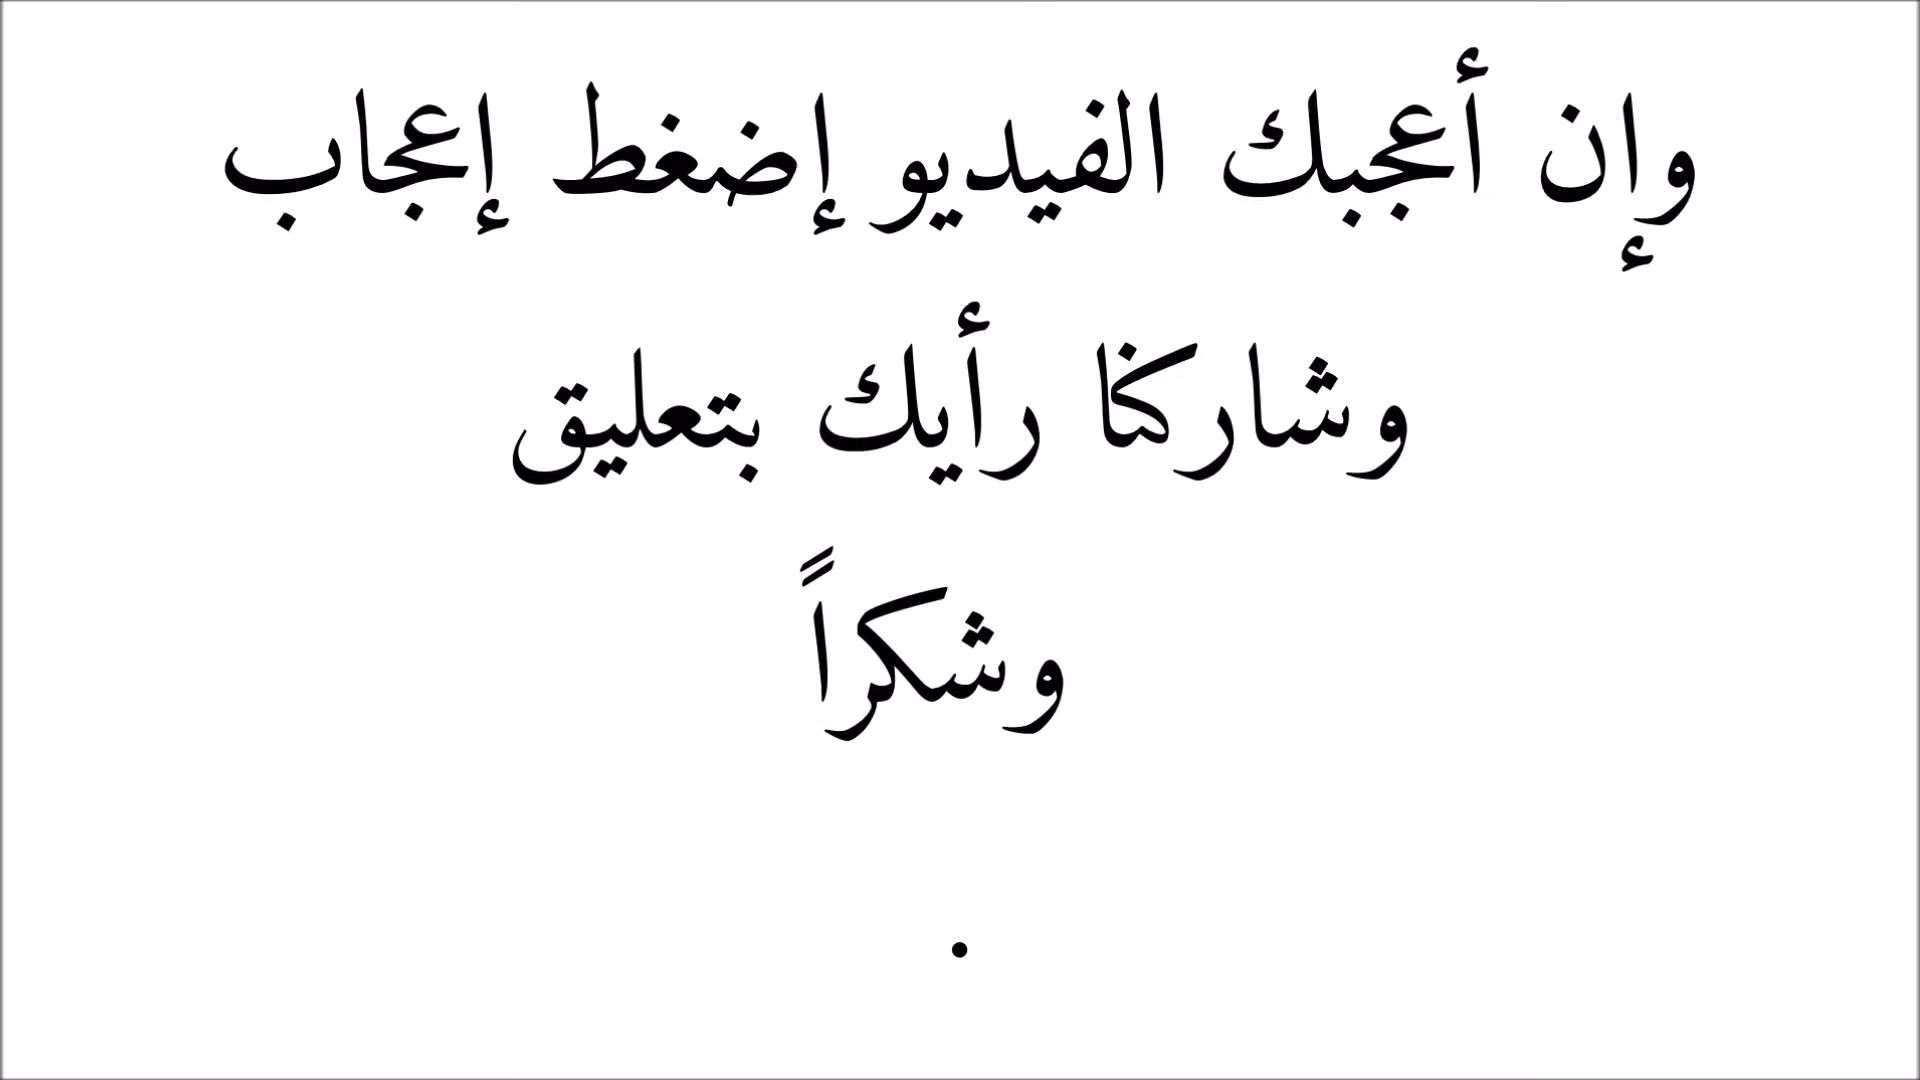 وإن أعجبك الفيديو إضغط إعجاب
وشاركنا رأيك بتعليق
وشكراً
.